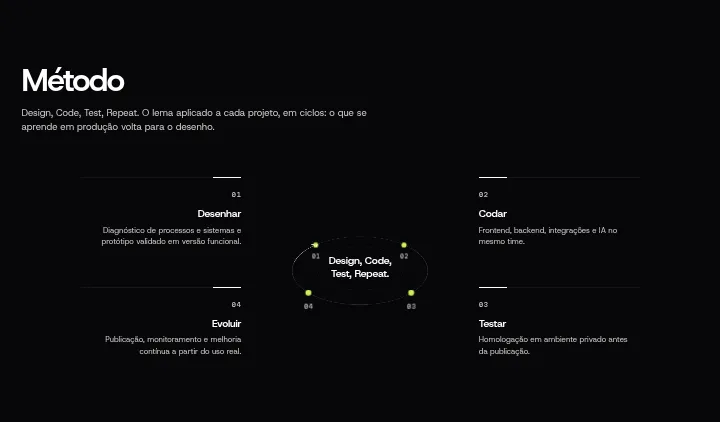 Método
Design, Code, Test, Repeat. O lema aplicado a cada projeto, em ciclos: o que se
aprende em produção volta para o desenho.
01
Desenhar
Diagnóstico de processos e sistemas e
protótipo validado em versão funcional.
02
Codar
Frontend, backend, integrações e IA no
mesmo time.
01
02
Design, Code,
Test, Repeat.
04
03
04
Evoluir
Publicação, monitoramento e melhoria
contínua a partir do uso real.
03
Testar
Homologação em ambiente privado antes
da publicação.